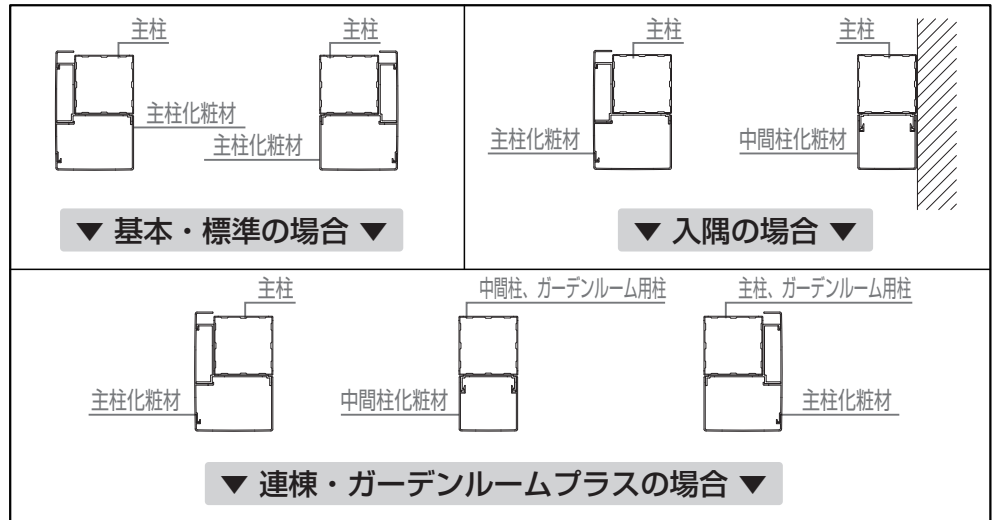 主柱
主柱
主柱化粧材
主柱化粧材
▼ 基本・標準の場合 ▼
主柱
主柱
主柱化粧材
中間柱化粧材
▼ 入隅の場合 ▼
主柱
中間柱、ガーデンルーム用柱
主柱、ガーデンルーム用柱
主柱化粧材
中間柱化粧材
主柱化粧材
▼ 連棟・ガーデンルームプラスの場合 ▼